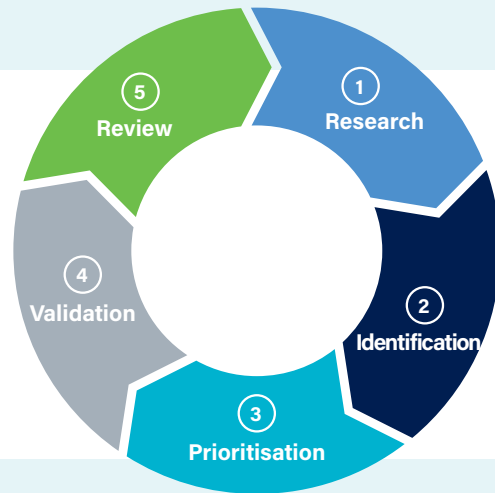 1
Research
2
Identification
3
Prioritisation
4
Validation
5
Review